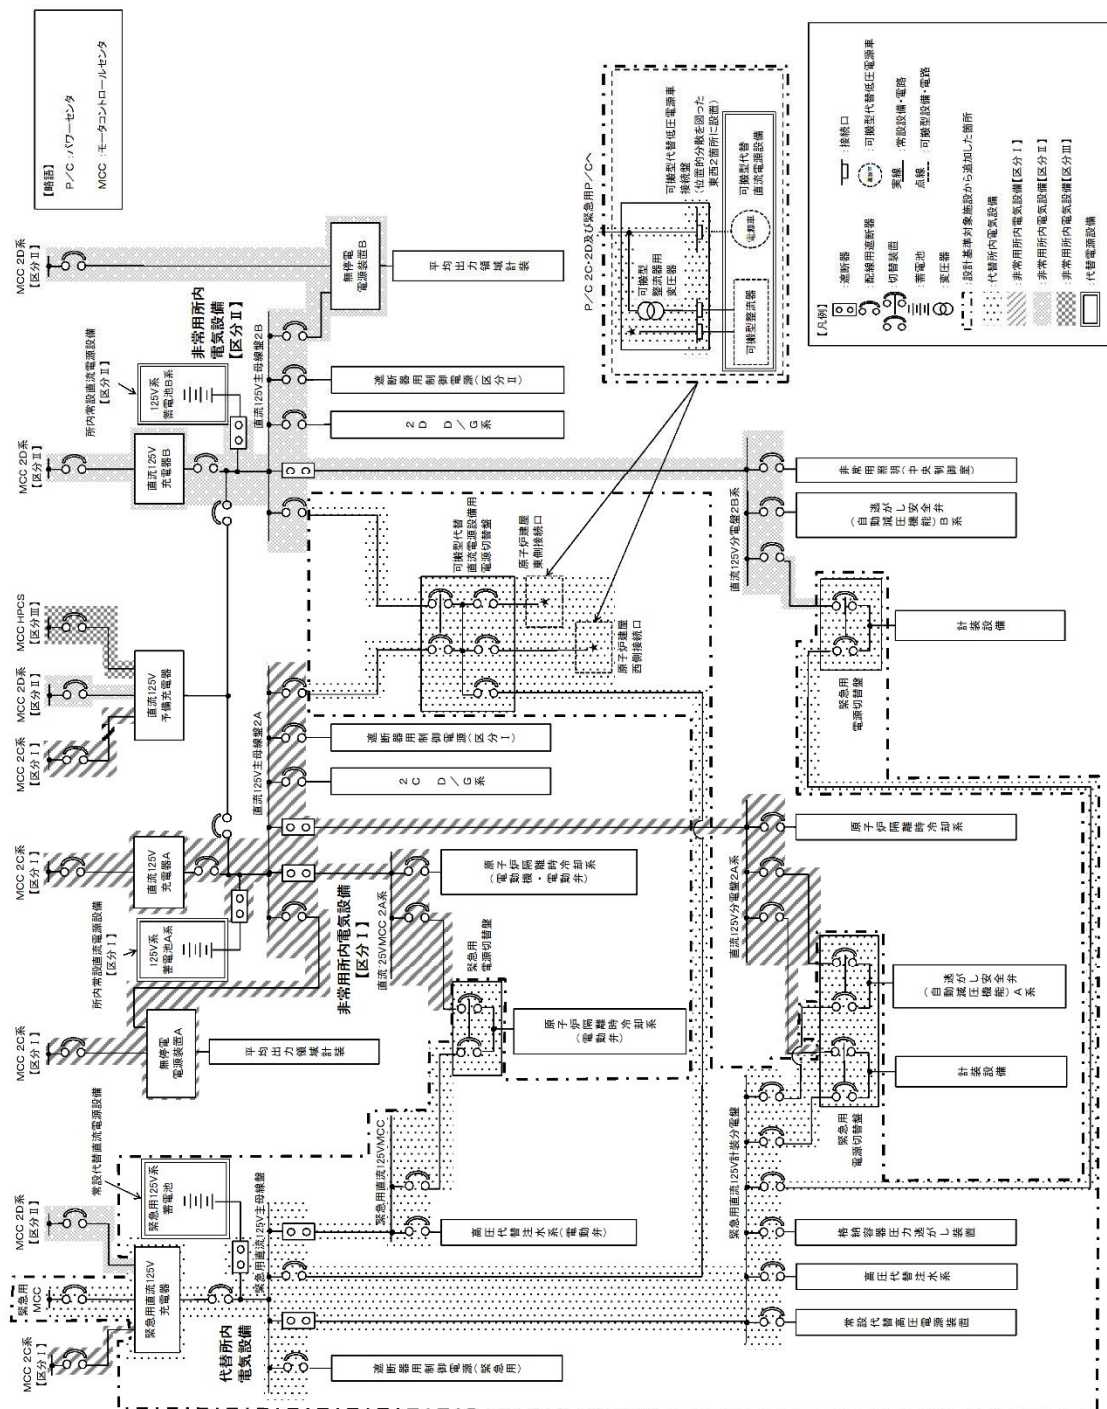 【略語】
P/C :パワーセンタ
MCC :モータコントロールセンタ
MCC 2C系
【区分Ⅰ】
緊急用
MCC
MCC 2D系
【区分Ⅱ】
常設代替直流電源設備
MCC 2C系
【区分Ⅰ】
所内常設直流電源設備
【区分Ⅰ】
MCC 2C系
【区分Ⅰ】
MCC 2C系
【区分Ⅰ】
MCC 2D系
【区分Ⅱ】
MCC HPCS
【区分Ⅲ】
MCC 2D系
【区分Ⅱ】
所内常設直流電源設備
【区分Ⅱ】
MCC 2D系
【区分Ⅱ】
緊急用直流125V
充電器
緊急用125V系
蓄電池
無停電
電源装置A
125V系
蓄電池A系
直流125V
充電器A
直流125V
予備充電器
直流125V
充電器B
125V系
蓄電池B系
無停電
電源装置B
代替所内
電気設備
緊急用直流125V主母線盤
平均出力領域計装
非常用所内電気設備
【区分Ⅰ】
直流125V主母線盤2A
非常用所内
電気設備
【区分Ⅱ】
直流125V主母線盤2B
平均出力領域計装
遮断器用制御電源(緊急用)
緊急用直流125VMCC
高圧代替注水系(電動弁)
直流125VMCC 2A系
緊急用
電源切替盤
原子炉隔離時冷却系
(電動弁)
原子炉隔離時冷却系
(電動機・電動弁)
2C D/G系
遮断器用制御電源(区分Ⅰ)
可搬型代替
直流電源設備用
電源切替盤
原子炉建屋
西側接続口
原子炉建屋
東側接続口
2D D/G系
遮断器用制御電源(区分Ⅱ)
P/C 2C・2D及び緊急用P/Cへ
可搬型代替低圧電源車
接続盤
(位置的分散を図った
東西2箇所に設置)
可搬型
整流器用
変圧器
可搬型整流器
電源車
可搬型代替
直流電源設備
緊急用直流125V計装分電盤
常設代替高圧電源装置
高圧代替注水系
格納容器圧力逃がし装置
緊急用
電源切替盤
計装設備
逃がし安全弁
(自動減圧機能)A系
直流125V分電盤2A系
原子炉隔離時冷却系
緊急用
電源切替盤
計装設備
直流125V分電盤2B系
逃がし安全弁
(自動減圧機能)B系
非常用照明(中央制御室)
【凡例】
:遮断器
:配線用遮断器
:切替装置
:蓄電池
:変圧器
:接続口
:可搬型代替低圧電源車
実線 :常設設備・電路
点線 :可搬型設備・電路
:設計基準対象施設から追加した箇所
:代替所内電気設備
:非常用所内電気設備【区分Ⅰ】
:非常用所内電気設備【区分Ⅱ】
:非常用所内電気設備【区分Ⅲ】
:代替電源設備